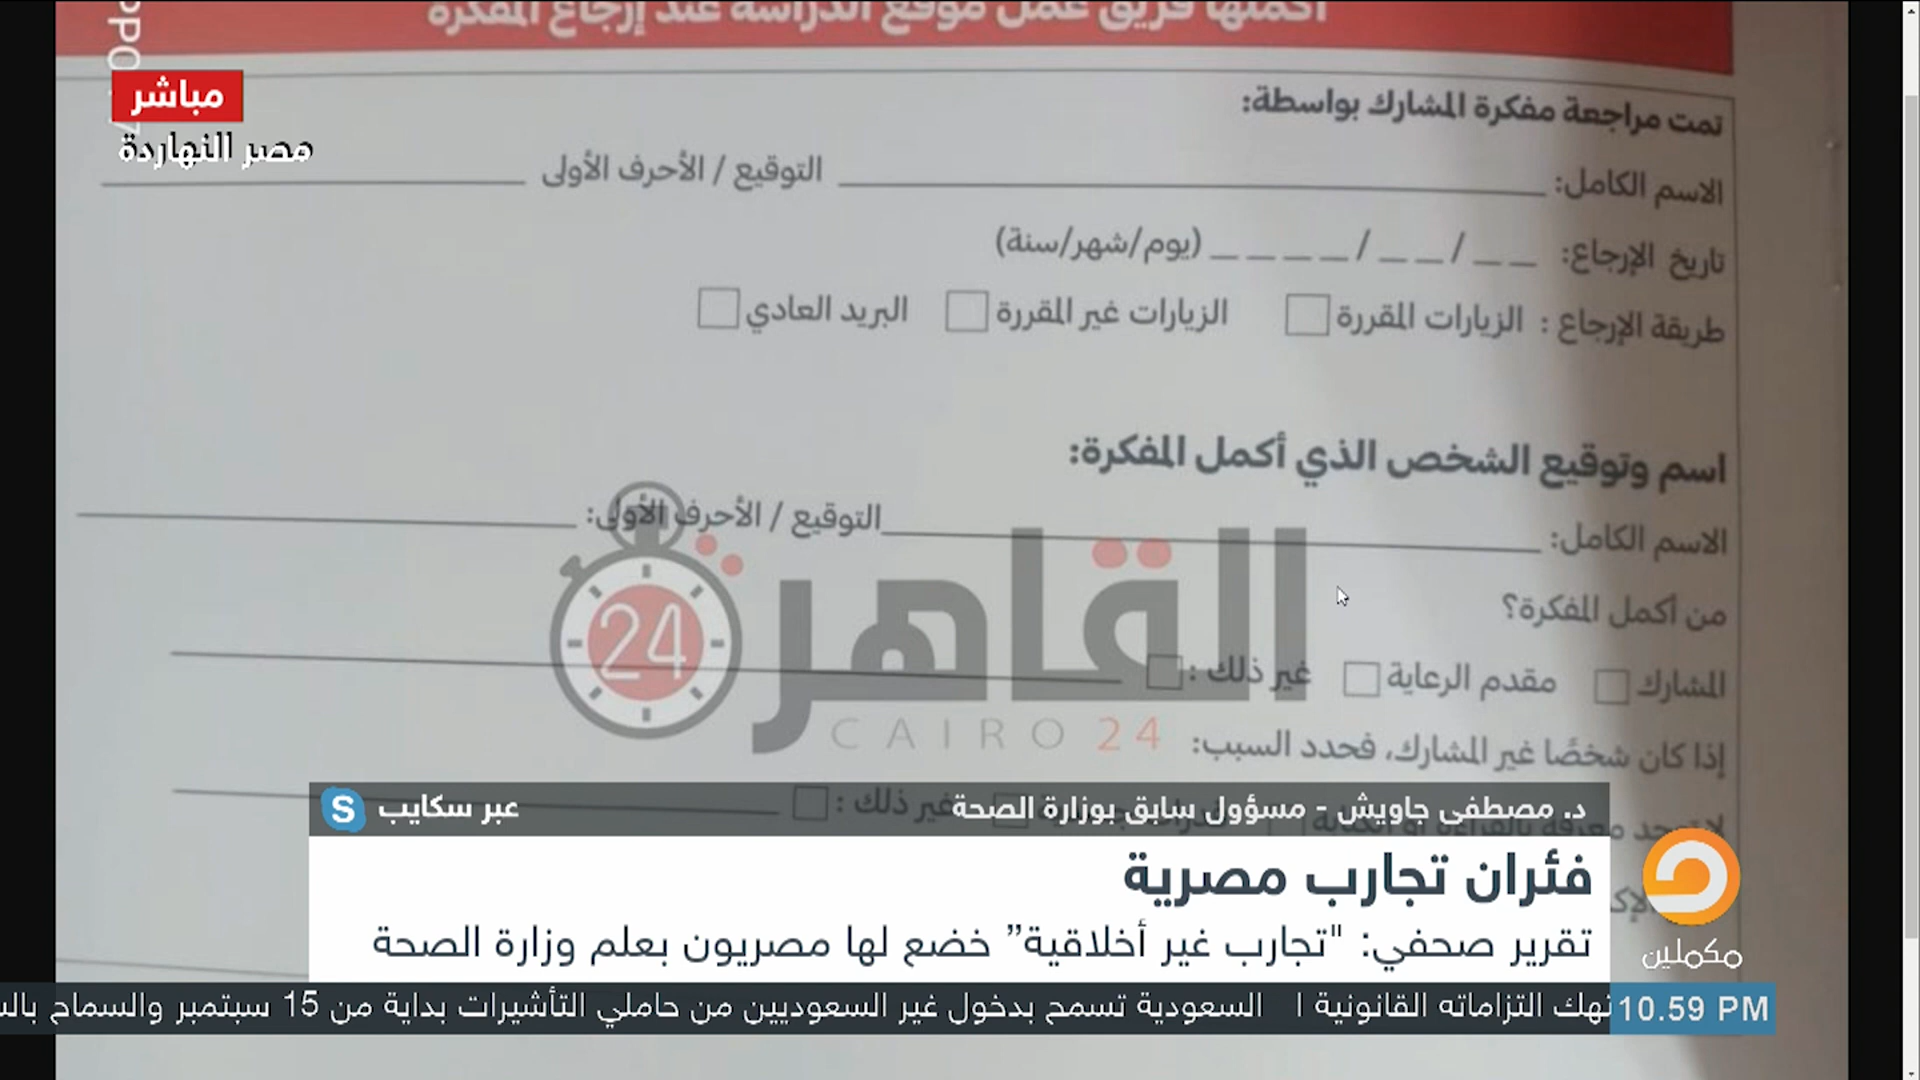 أكملها فريق عمل موقع الدراسة عند إرجاع المفكرة
مباشر
مصر النهاردة
تمت مراجعة مفكرة المشارك بواسطة:
الاسم الكامل: التوقيع / الأحرف الأولى
تاريخ الإرجاع: _ _ / _ _ / _ _ _ _ (يوم/شهر/سنة)
طريقة الإرجاع : الزيارات المقررة الزيارات غير المقررة البريد العادي
اسم وتوقيع الشخص الذي أكمل المفكرة:
الاسم الكامل: التوقيع / الأحرف الأولى:
من أكمل المفكرة؟
المشارك مقدم الرعاية غير ذلك :
القاهرة 24
CAIRO 24
إذا كان شخصًا غير المشارك، فحدد السبب:
غير ذلك :
د. مصطفى جاويش - مسؤول سابق بوزارة الصحة عبر سكايب
فئران تجارب مصرية
تقرير صحفي: "تجارب غير أخلاقية" خضع لها مصريون بعلم وزارة الصحة
مكملين
10.59 PM
التزاماته القانونية | السعودية تسمح بدخول غير السعوديين من حاملي التأشيرات بداية من 15 سبتمبر والسماح